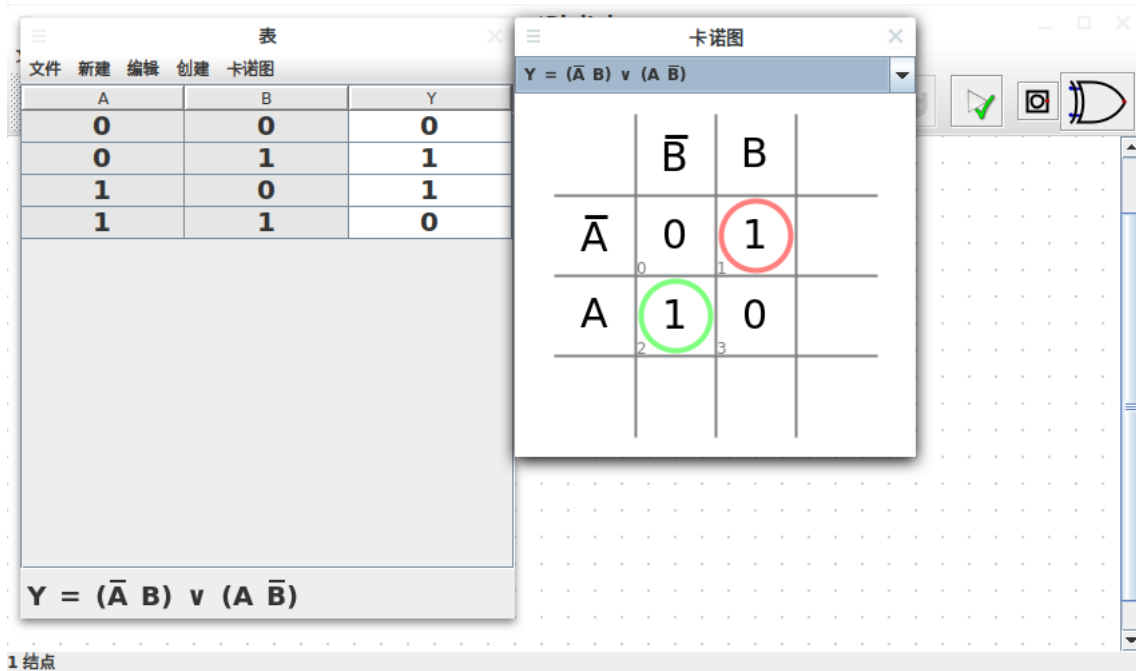 表
文件 新建 编辑 创建 卡诺图
A B Y
0 0 0
0 1 1
1 0 1
1 1 0
Y = (A̅ B) ∨ (A B̅)
卡诺图
Y = (A̅ B) ∨ (A B̅)
B̅ B
A̅ 0 1
0 1
A 1 0
2 3
1 结点